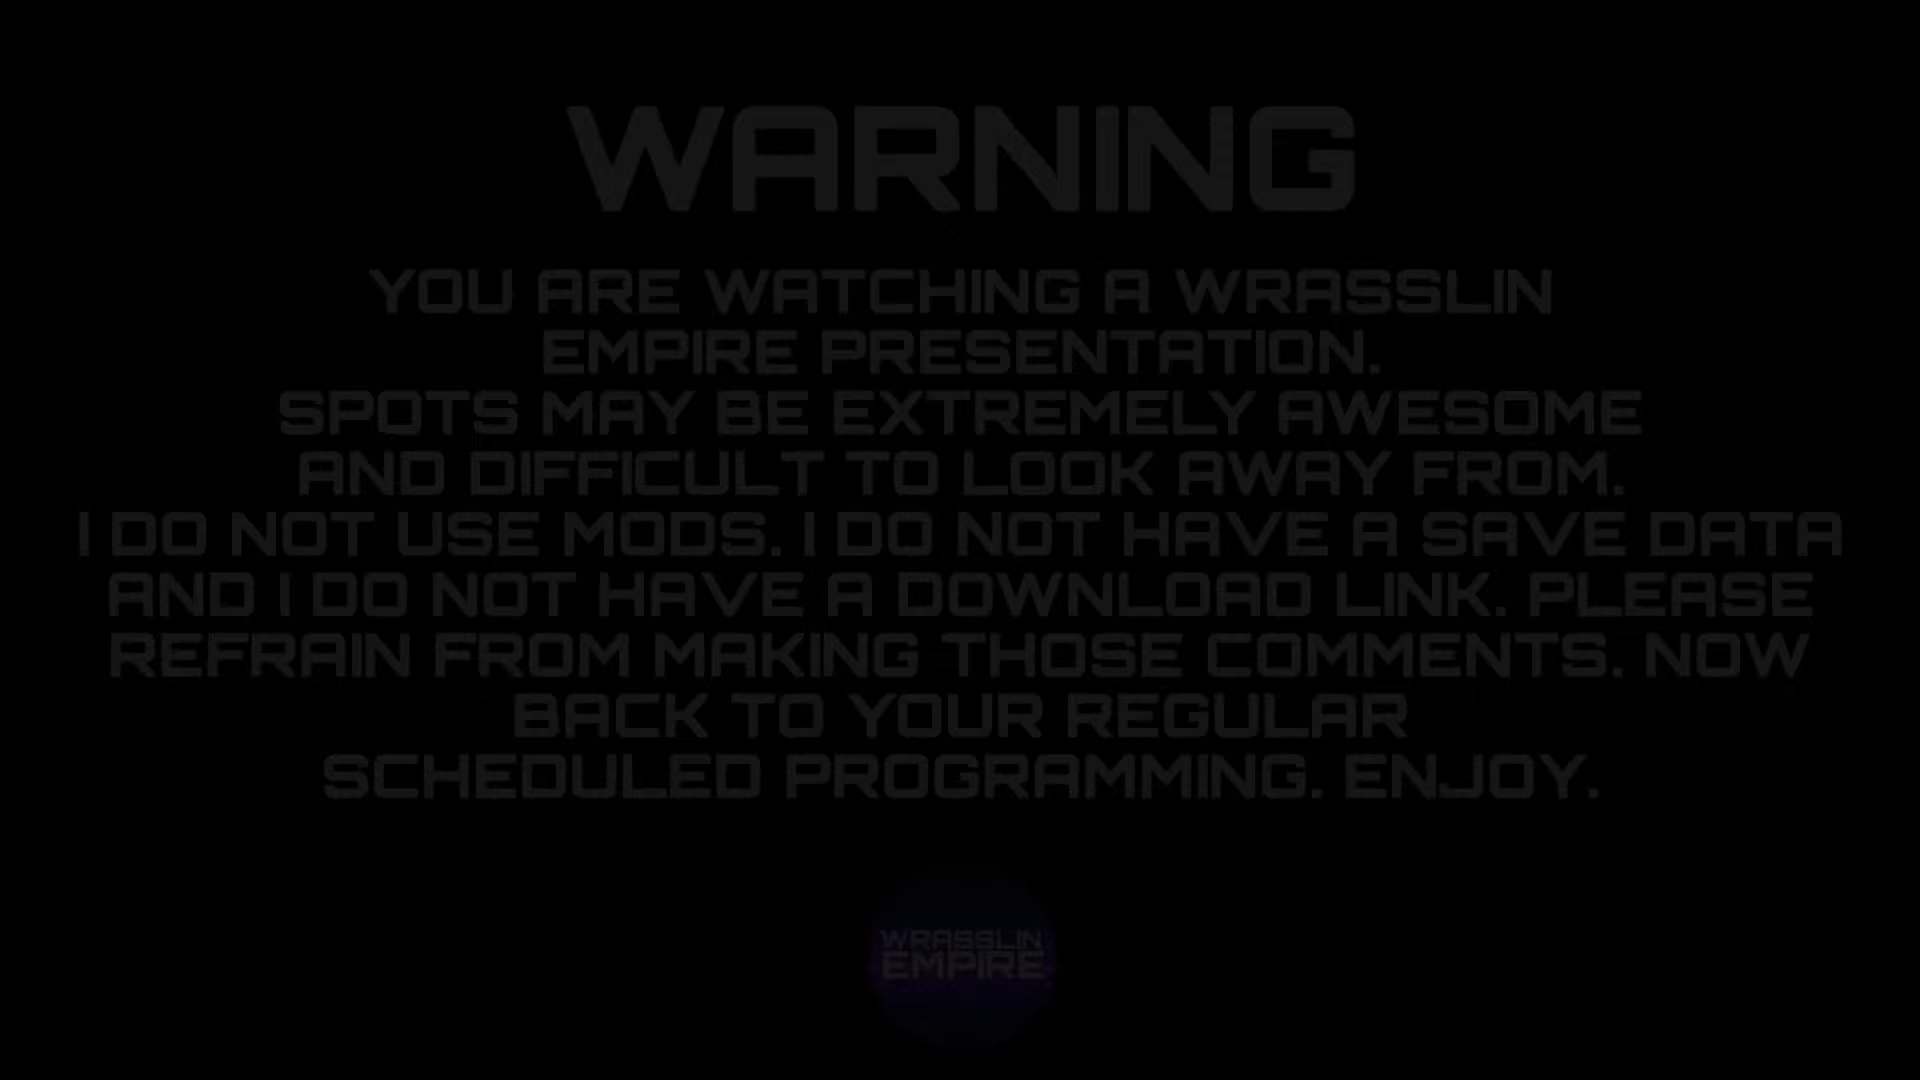 WARNING
YOU ARE WATCHING A WRASSLIN
EMPIRE PRESENTATION.
SPOTS MAY BE EXTREMELY AWESOME
AND DIFFICULT TO LOOK AWAY FROM.
I DO NOT USE MODS. I DO NOT HAVE A SAVE DATA
AND I DO NOT HAVE A DOWNLOAD LINK. PLEASE
REFRAIN FROM MAKING THOSE COMMENTS. NOW
BACK TO YOUR REGULAR
SCHEDULED PROGRAMMING. ENJOY.
WRASSLIN
EMPIRE